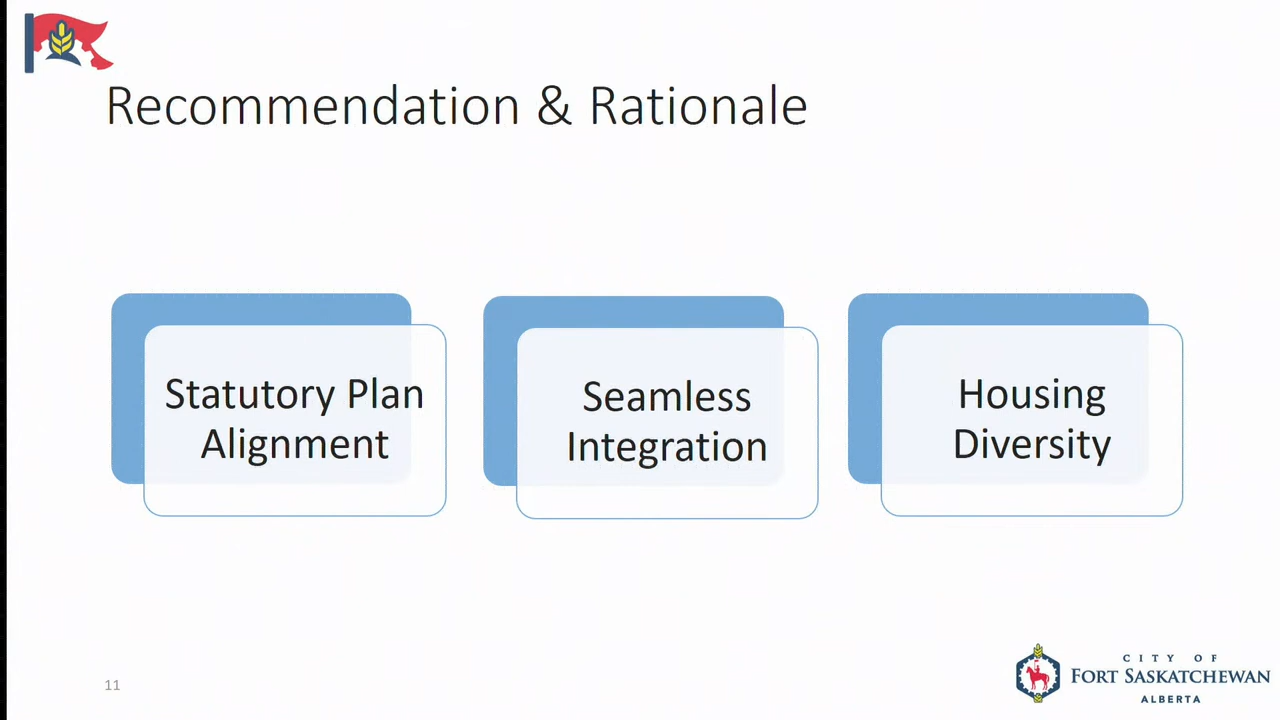 Recommendation & Rationale
Statutory Plan
Alignment
Seamless
Integration
Housing
Diversity
11
CITY OF
FORT SASKATCHEWAN
ALBERTA